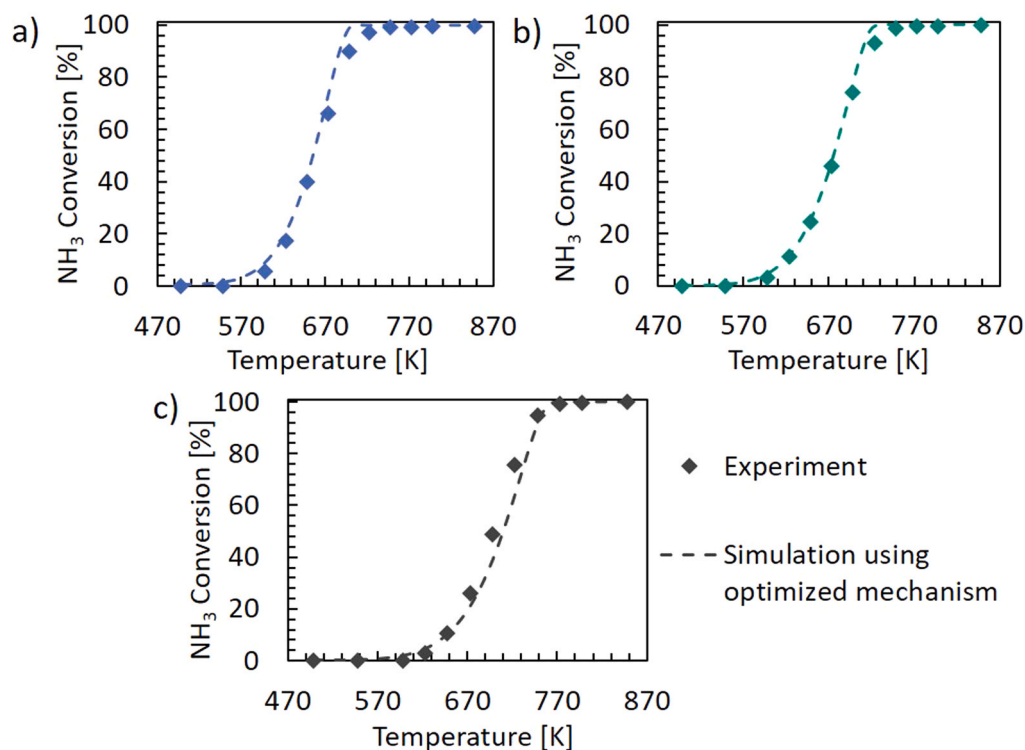 a)
NH₃ Conversion [%]
100
80
60
40
20
0
470 570 670 770 870
Temperature [K]
b)
NH₃ Conversion [%]
100
80
60
40
20
0
470 570 670 770 870
Temperature [K]
c)
NH₃ Conversion [%]
100
80
60
40
20
0
470 570 670 770 870
Temperature [K]
Experiment
Simulation using
optimized mechanism